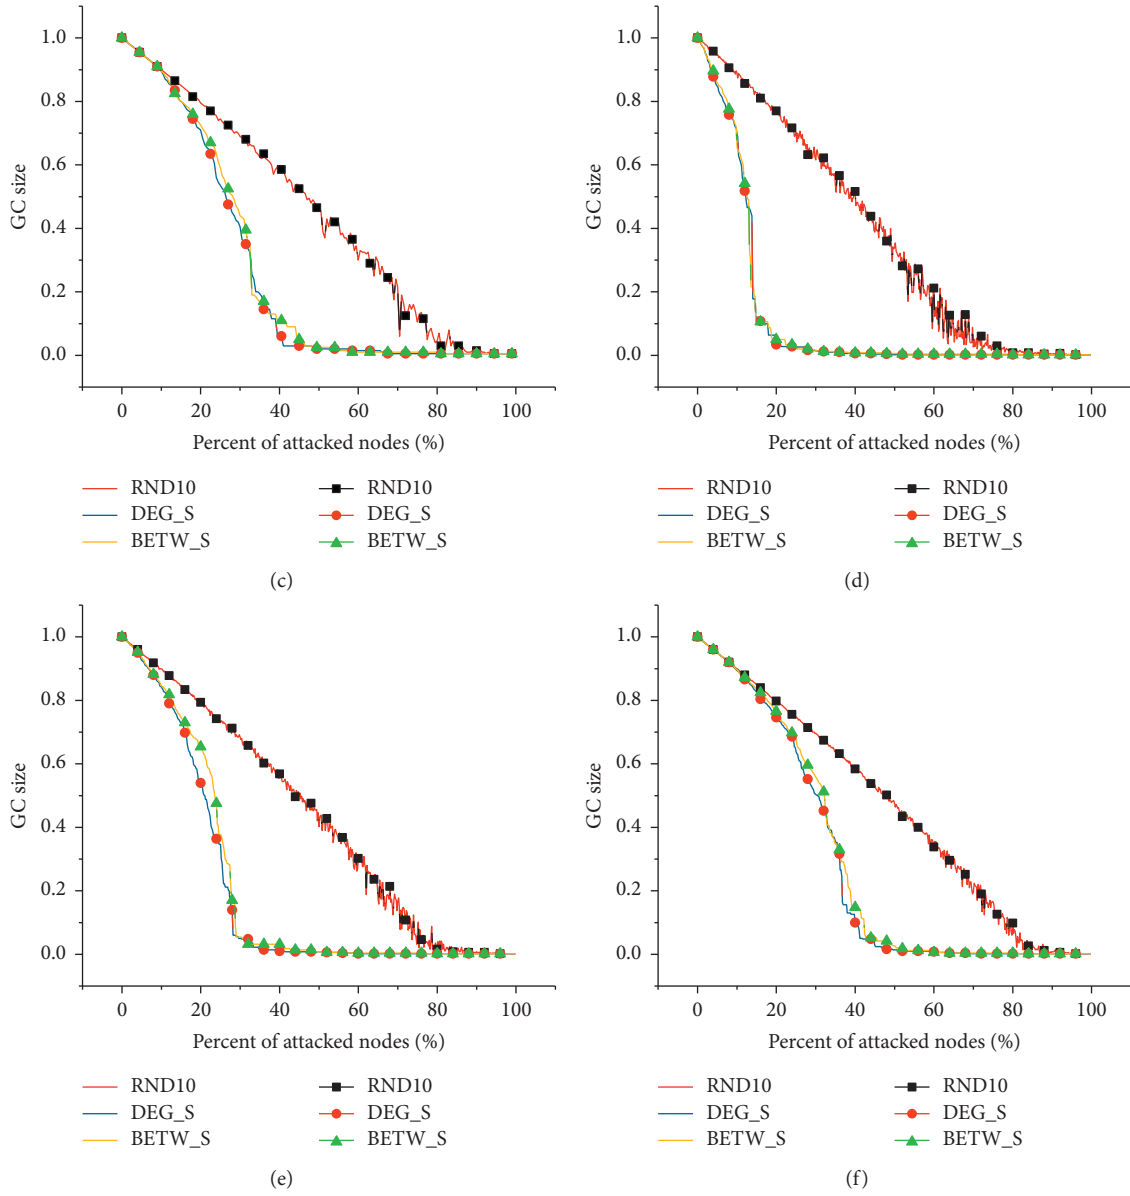 GC size
1.0
0.8
0.6
0.4
0.2
0.0
0 20 40 60 80 100
Percent of attacked nodes (%)
RND10 RND10
DEG_S DEG_S
BETW_S BETW_S
(c)
GC size
1.0
0.8
0.6
0.4
0.2
0.0
0 20 40 60 80 100
Percent of attacked nodes (%)
RND10 RND10
DEG_S DEG_S
BETW_S BETW_S
(d)
GC size
1.0
0.8
0.6
0.4
0.2
0.0
0 20 40 60 80 100
Percent of attacked nodes (%)
RND10 RND10
DEG_S DEG_S
BETW_S BETW_S
(e)
GC size
1.0
0.8
0.6
0.4
0.2
0.0
0 20 40 60 80 100
Percent of attacked nodes (%)
RND10 RND10
DEG_S DEG_S
BETW_S BETW_S
(f)